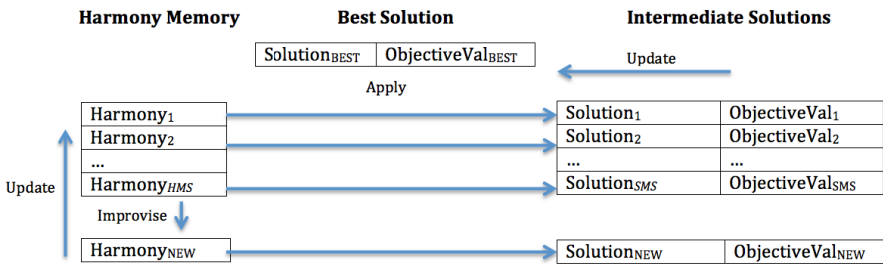 Harmony Memory Best Solution Intermediate Solutions
SolutionBEST ObjectiveValBEST
Update
Apply
Harmony1 Solution1 ObjectiveVal1
Harmony2 Solution2 ObjectiveVal2
... ... ...
Update HarmonyHMS SolutionSMS ObjectiveValSMS
Improvise
HarmonyNEW SolutionNEW ObjectiveValNEW